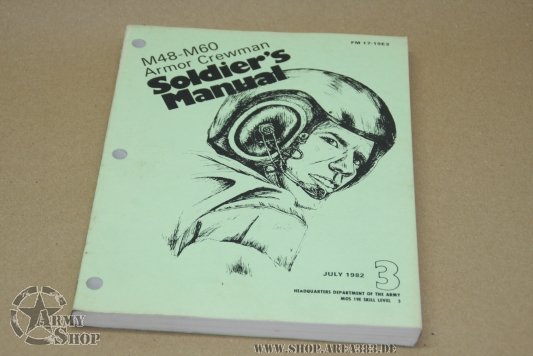 FM 17-19E3
M48-M60
Armor Crewman
Soldier's
Manual
JULY 1982 3
HEADQUARTERS DEPARTMENT OF THE ARMY
MOS 19E SKILL LEVEL 3
ARMY
SHOP
WWW.SHOP.AREA383.DE